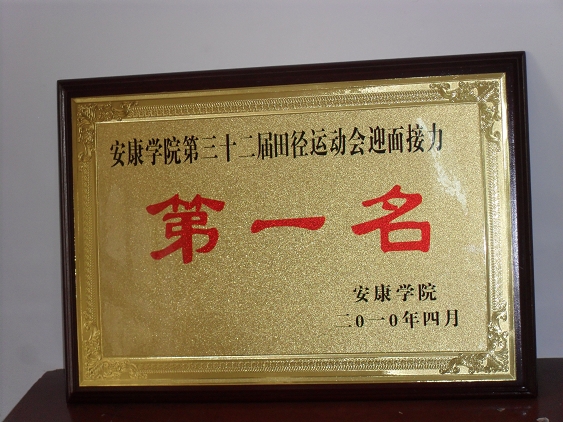 安康学院第三十二届田径运动会迎面接力
第一名
安康学院
二0一0年四月